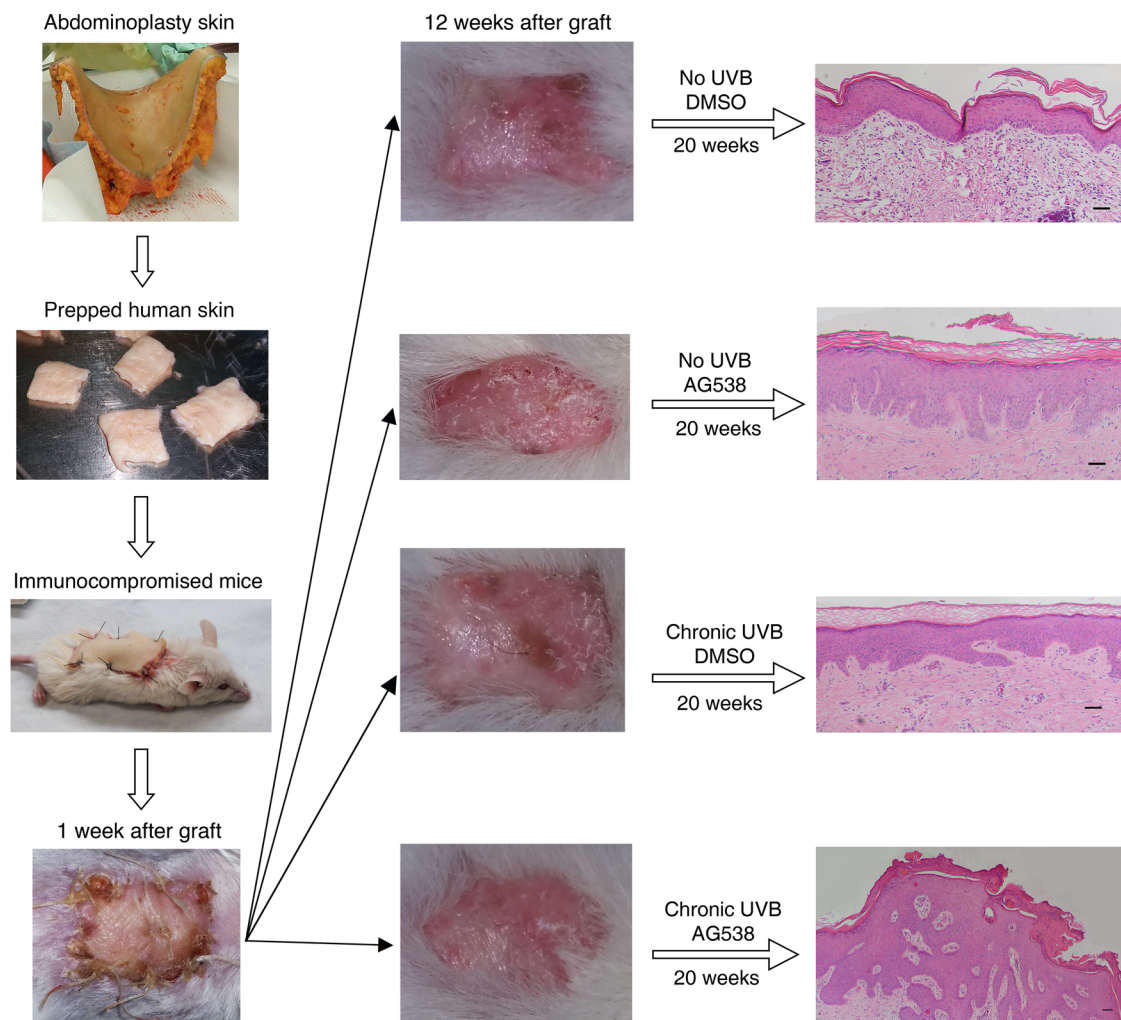 Abdominoplasty skin
Prepped human skin
Immunocompromised mice
1 week after graft
12 weeks after graft
No UVB
DMSO
20 weeks
No UVB
AG538
20 weeks
Chronic UVB
DMSO
20 weeks
Chronic UVB
AG538
20 weeks